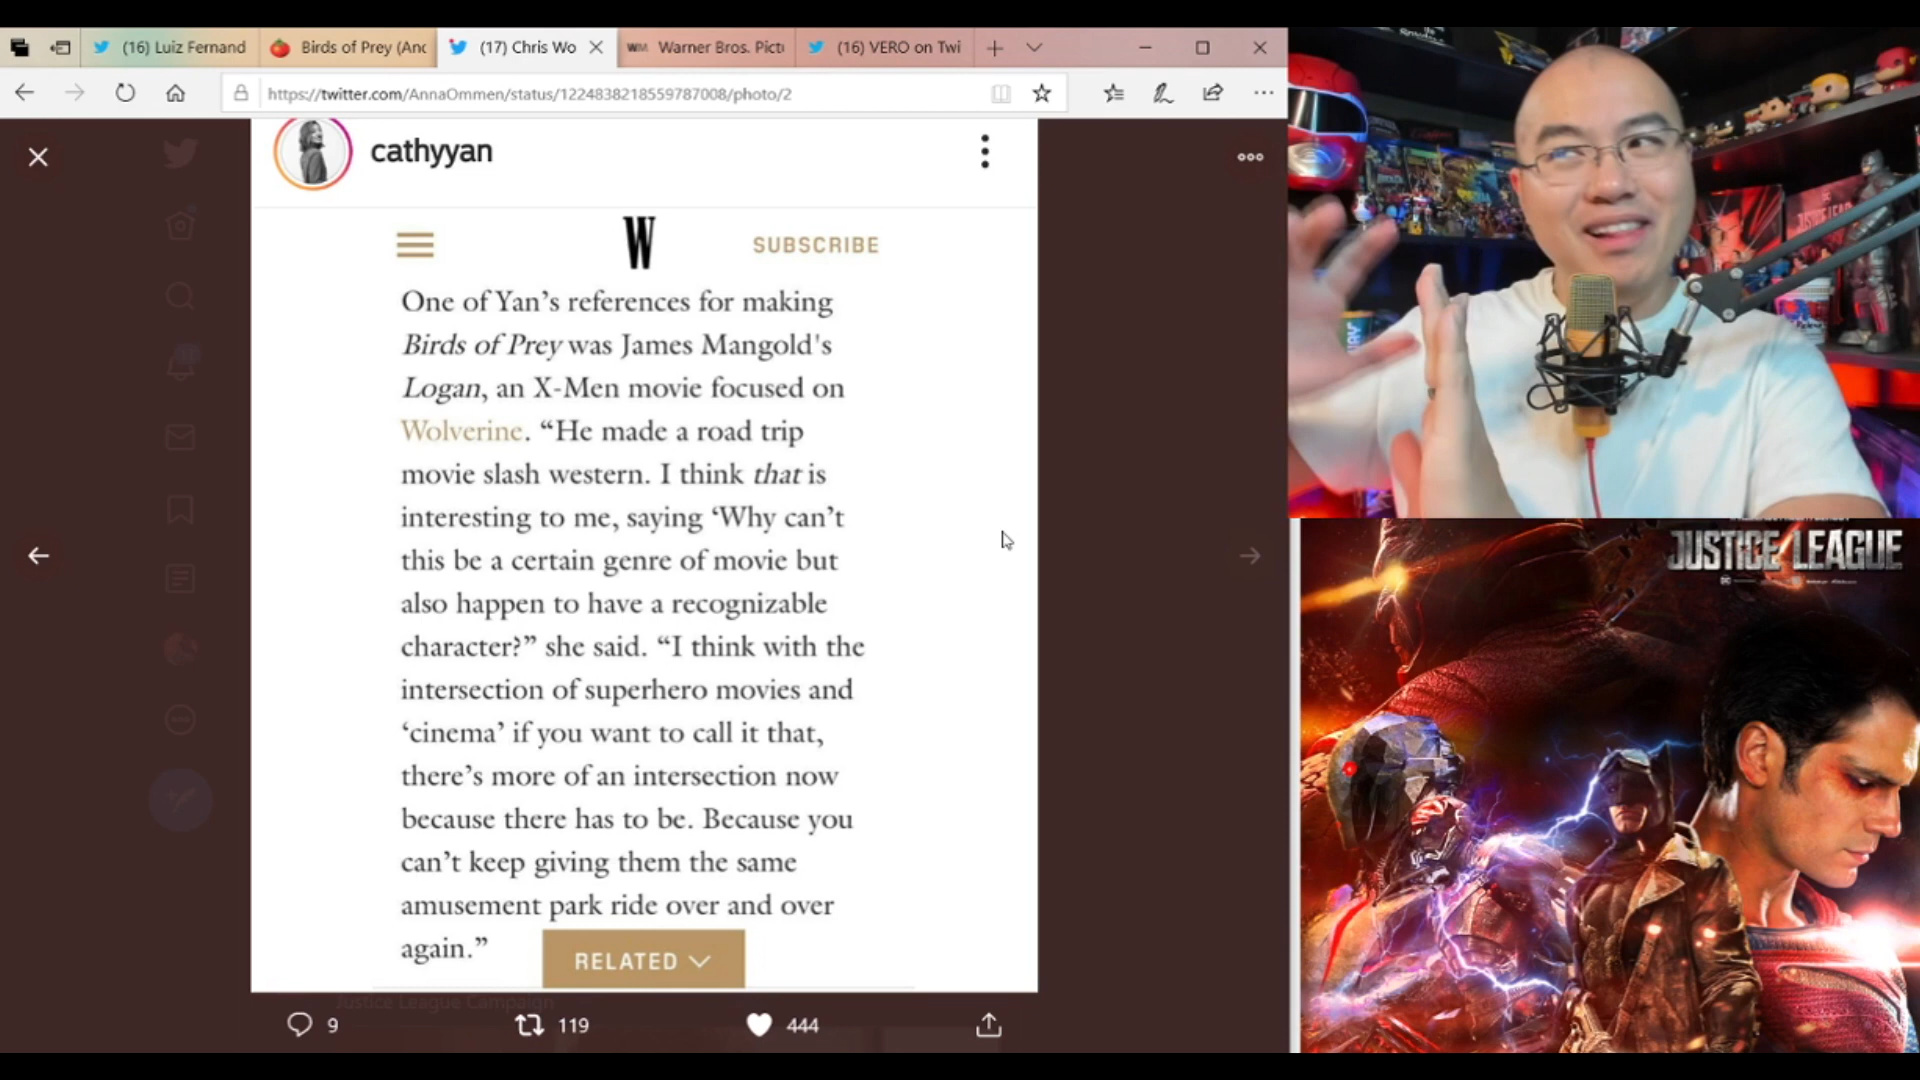 (16) Luiz Fernand
Birds of Prey (Anc
(17) Chris Wo
Warner Bros. Pictu
(16) VERO on Twi
https://twitter.com/AnnaOmmen/status/1224838218559787008/photo/2
cathyyan
W
SUBSCRIBE
One of Yan’s references for making
Birds of Prey was James Mangold's
Logan, an X-Men movie focused on
Wolverine. “He made a road trip
movie slash western. I think that is
interesting to me, saying ‘Why can’t
this be a certain genre of movie but
also happen to have a recognizable
character?” she said. “I think with the
intersection of superhero movies and
‘cinema’ if you want to call it that,
there’s more of an intersection now
because there has to be. Because you
can’t keep giving them the same
amusement park ride over and over
again.”
RELATED
Justice League Campaign
9
119
444
JUSTICE LEAGUE